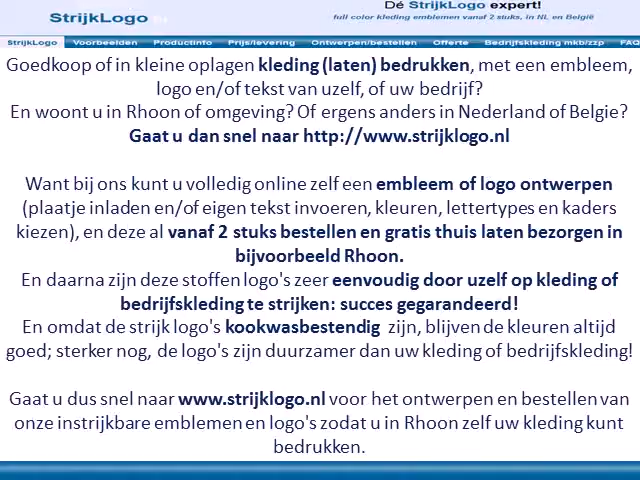 Dé StrijkLogo expert!
StrijkLogo
full color kleding emblemen vanaf 2 stuks, in NL en België
StrijkLogo Voorbeelden Productinfo Prijs/levering Ontwerpen/bestellen Offerte Bedrijfskleding mkb/zzp FAQ
Goedkoop of in kleine oplagen kleding (laten) bedrukken, met een embleem,
logo en/of tekst van uzelf, of uw bedrijf?
En woont u in Rhoon of omgeving? Of ergens anders in Nederland of Belgie?
Gaat u dan snel naar http://www.strijklogo.nl
Want bij ons kunt u volledig online zelf een embleem of logo ontwerpen
(plaatje inladen en/of eigen tekst invoeren, kleuren, lettertypes en kaders
kiezen), en deze al vanaf 2 stuks bestellen en gratis thuis laten bezorgen in
bijvoorbeeld Rhoon.
En daarna zijn deze stoffen logo's zeer eenvoudig door uzelf op kleding of
bedrijfskleding te strijken: succes gegarandeerd!
En omdat de strijk logo's kookwasbestendig zijn, blijven de kleuren altijd
goed; sterker nog, de logo's zijn duurzamer dan uw kleding of bedrijfskleding!
Gaat u dus snel naar www.strijklogo.nl voor het ontwerpen en bestellen van
onze instrijkbare emblemen en logo's zodat u in Rhoon zelf uw kleding kunt
bedrukken.